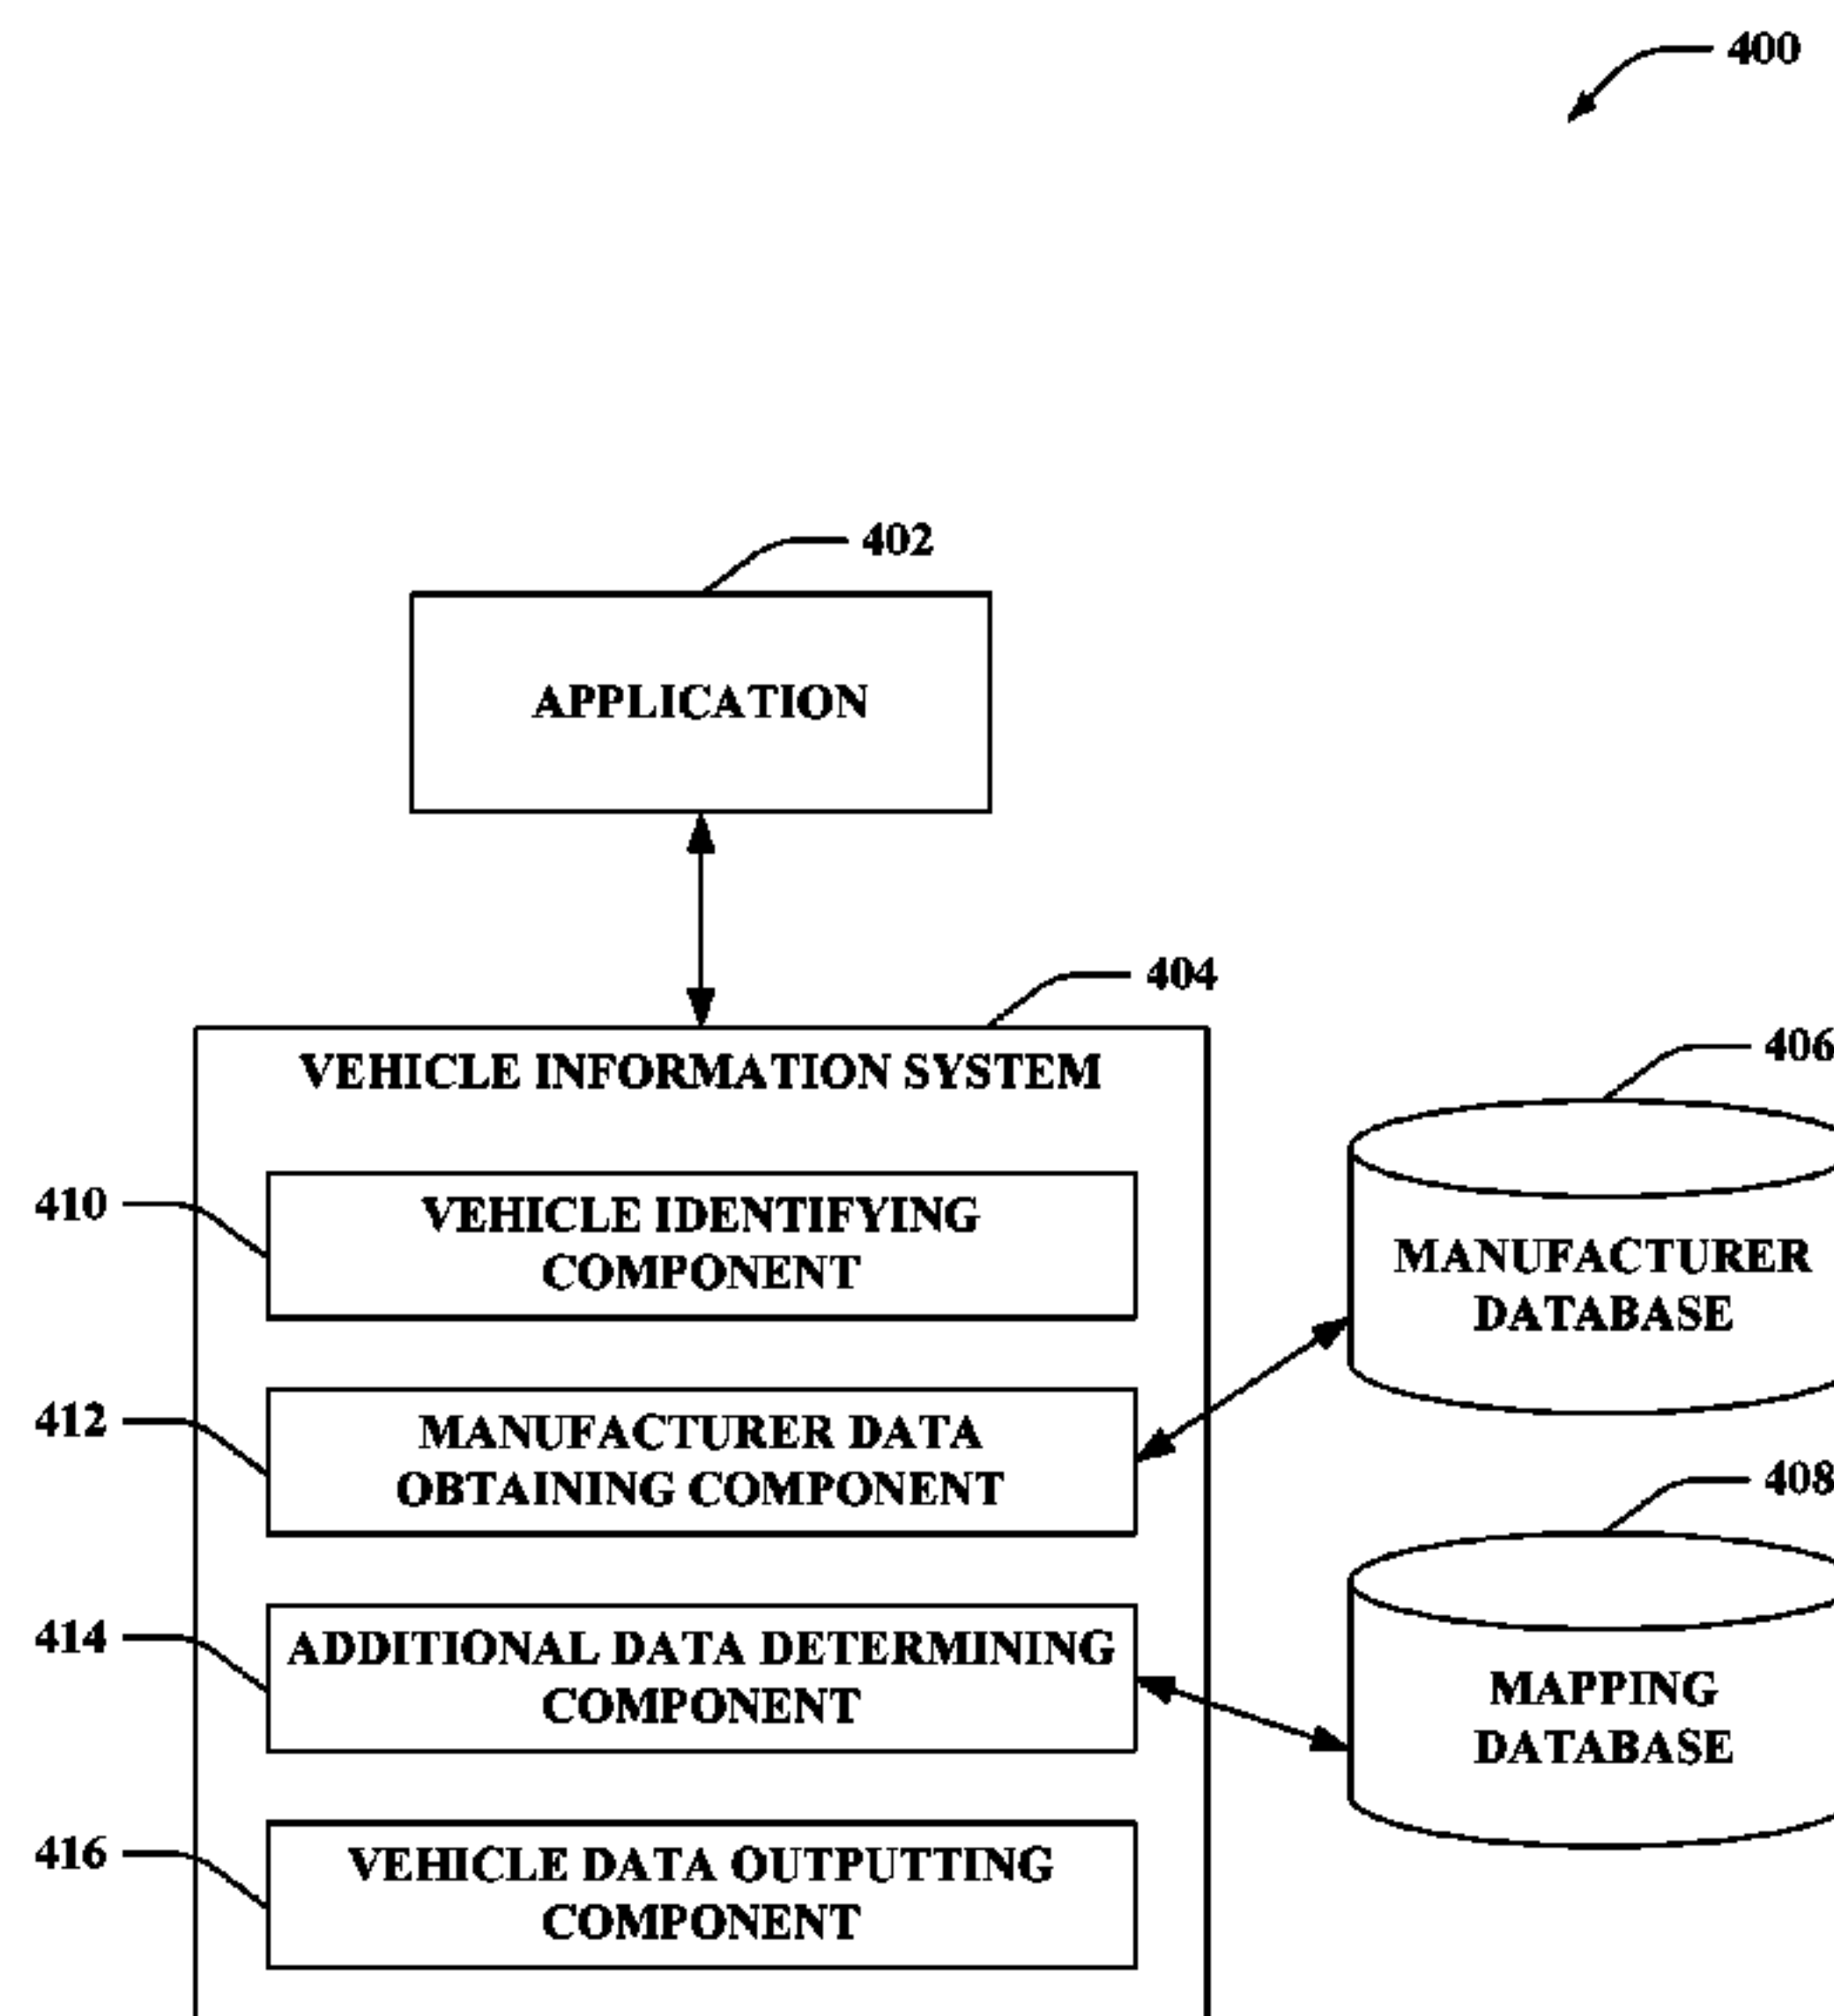 400
402
APPLICATION
404
VEHICLE INFORMATION SYSTEM
406
410
VEHICLE IDENTIFYING
COMPONENT
MANUFACTURER
DATABASE
412
MANUFACTURER DATA
OBTAINING COMPONENT
408
414
ADDITIONAL DATA DETERMINING
COMPONENT
MAPPING
DATABASE
416
VEHICLE DATA OUTPUTTING
COMPONENT